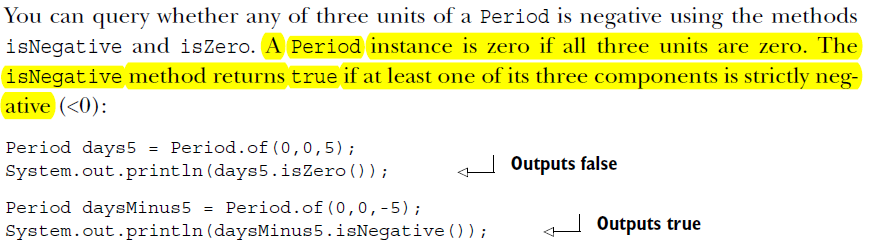 You can query whether any of three units of a Period is negative using the methods
isNegative and isZero. A Period instance is zero if all three units are zero. The
isNegative method returns true if at least one of its three components is strictly neg-
ative (<0):
Period days5 = Period.of(0,0,5);
System.out.println(days5.isZero()); Outputs false
Period daysMinus5 = Period.of(0,0,-5);
System.out.println(daysMinus5.isNegative()); Outputs true